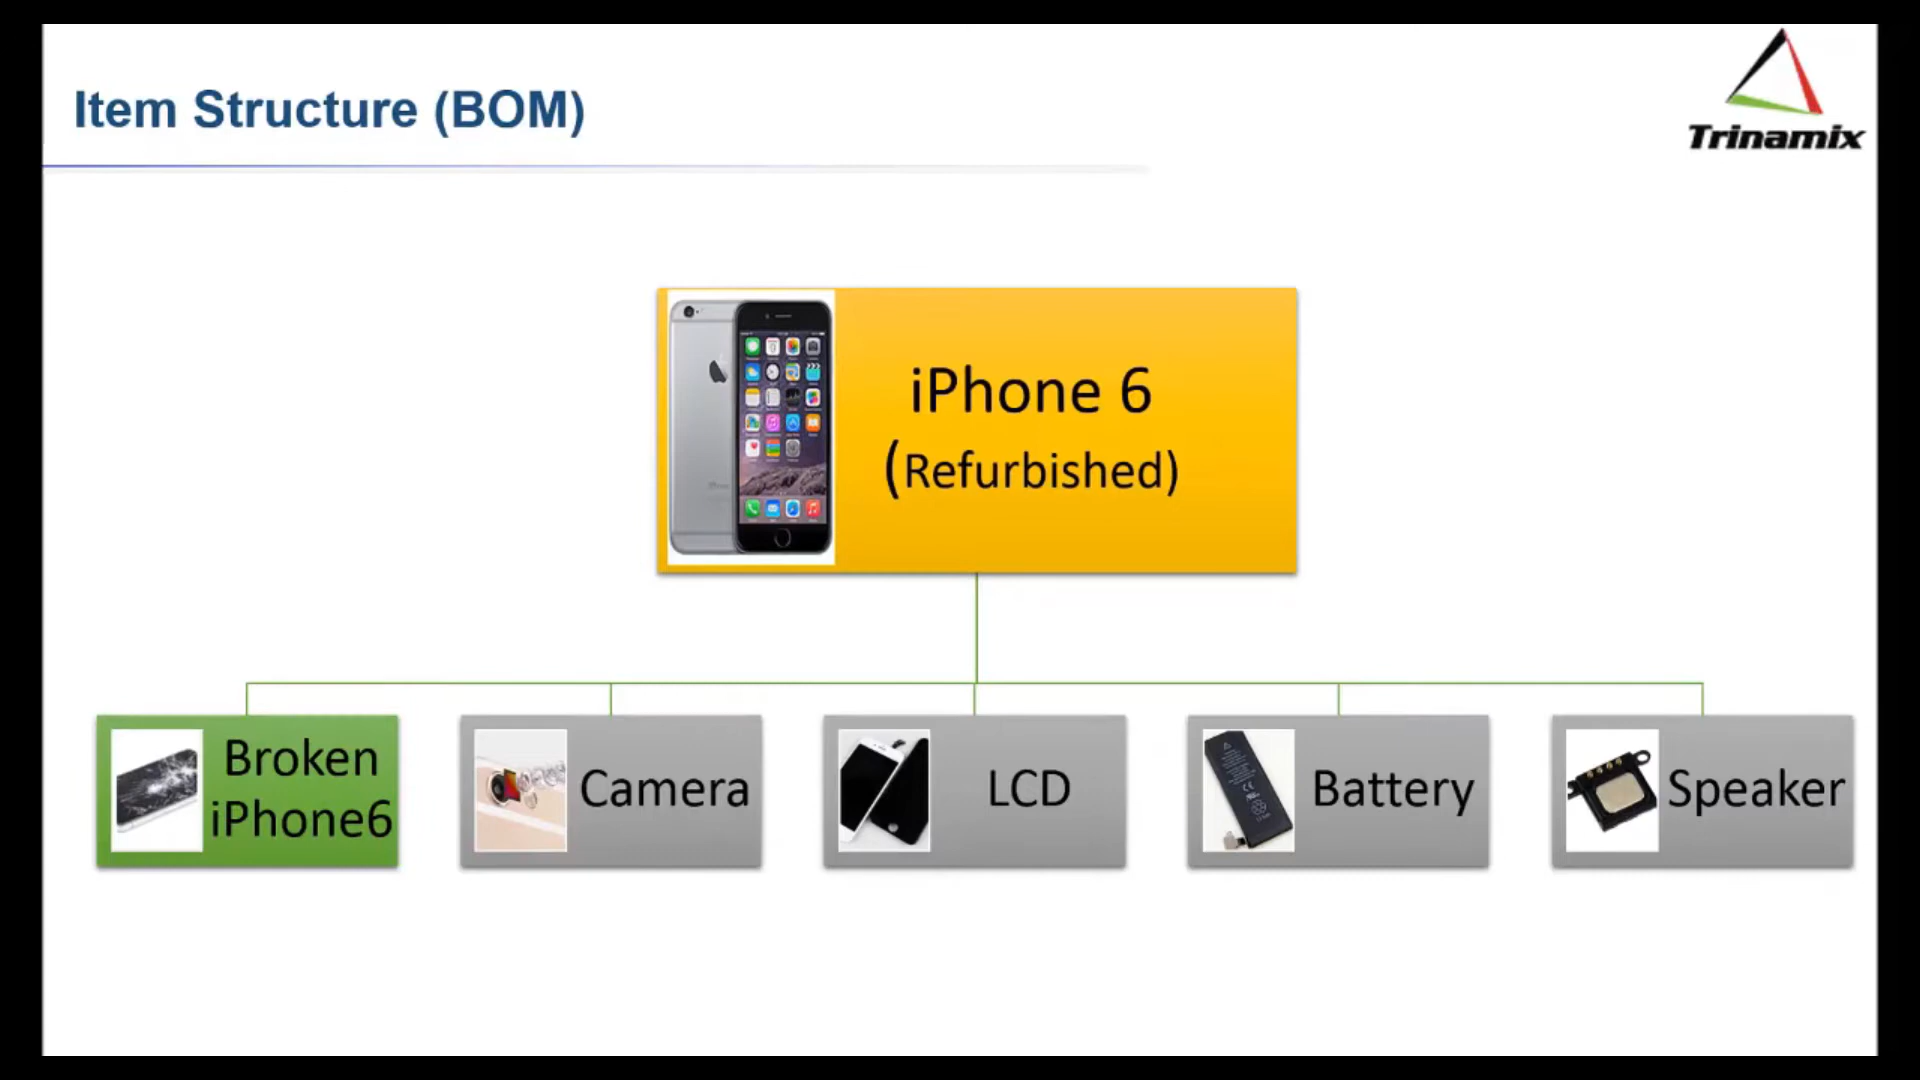 Item Structure (BOM)
Trinamix
iPhone 6
(Refurbished)
Broken
iPhone6
Camera
LCD
Battery
Speaker